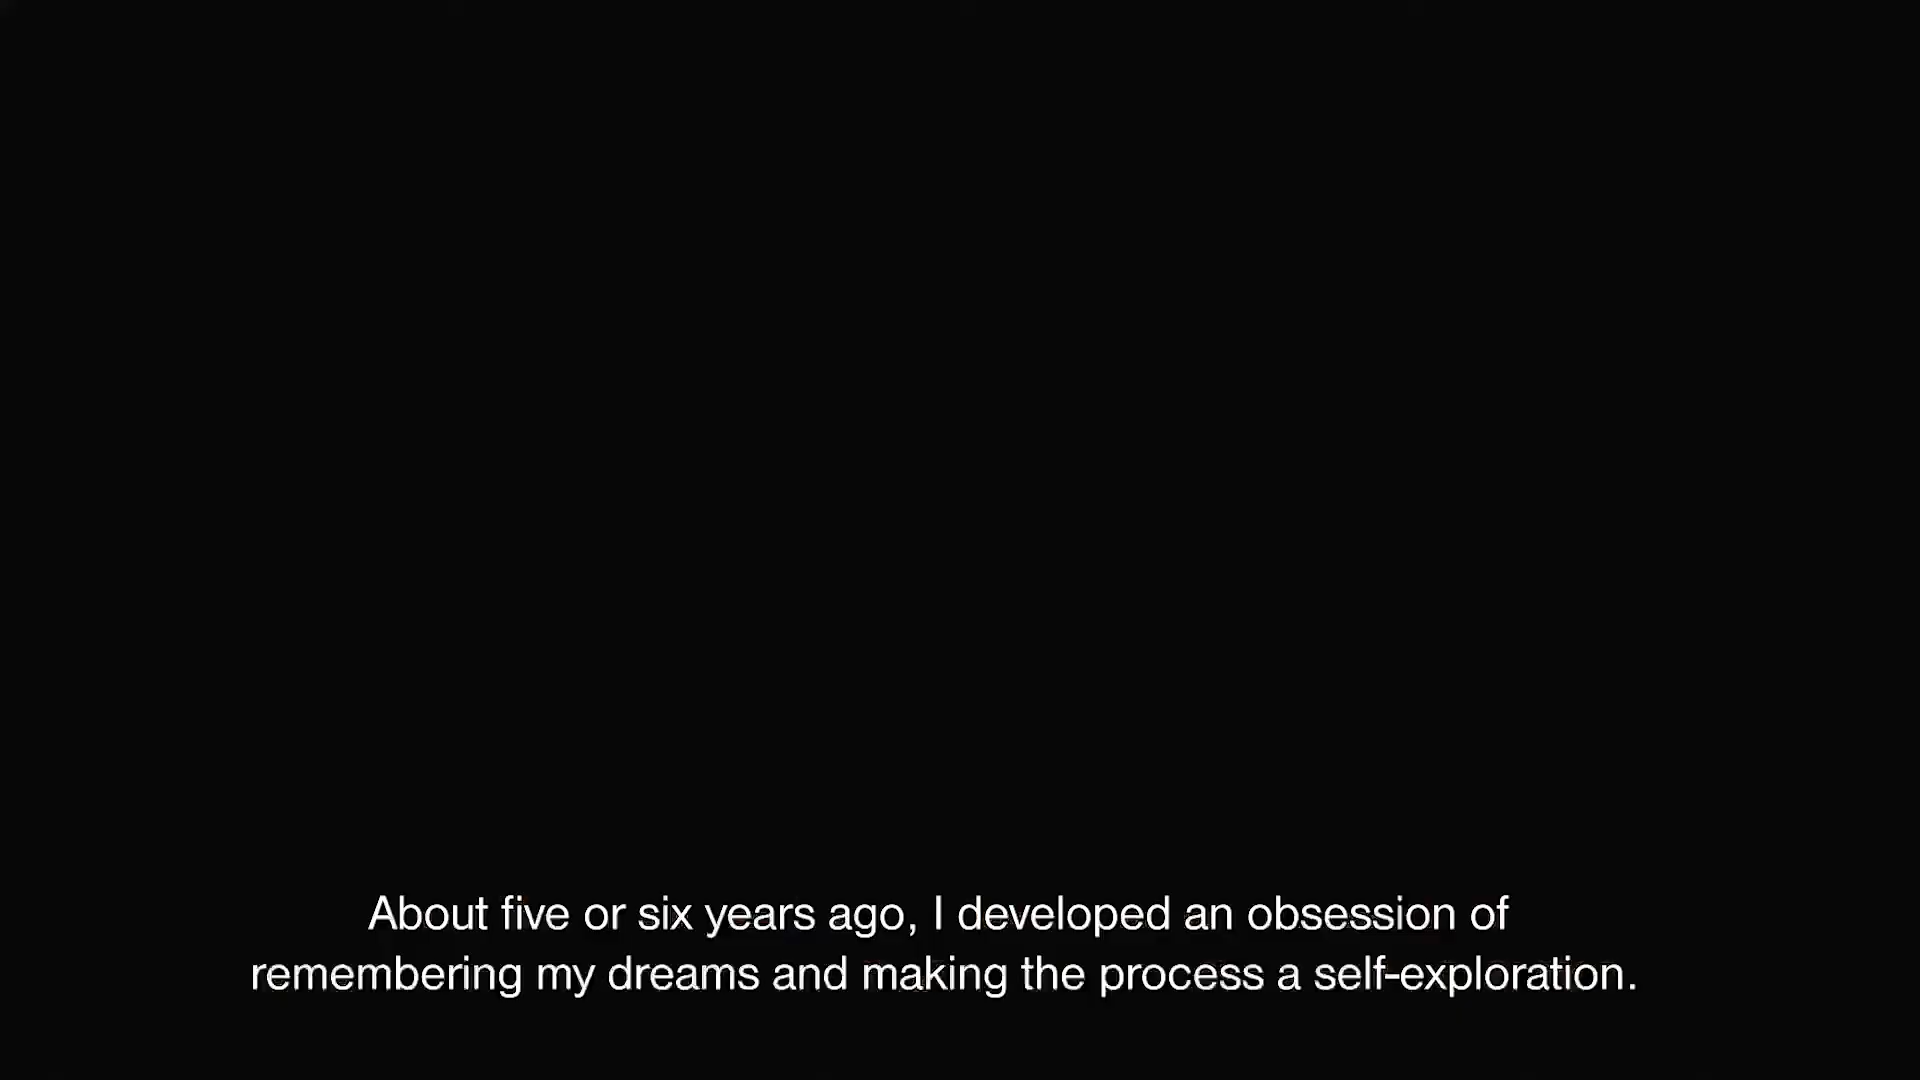 About five or six years ago, I developed an obsession of
remembering my dreams and making the process a self-exploration.